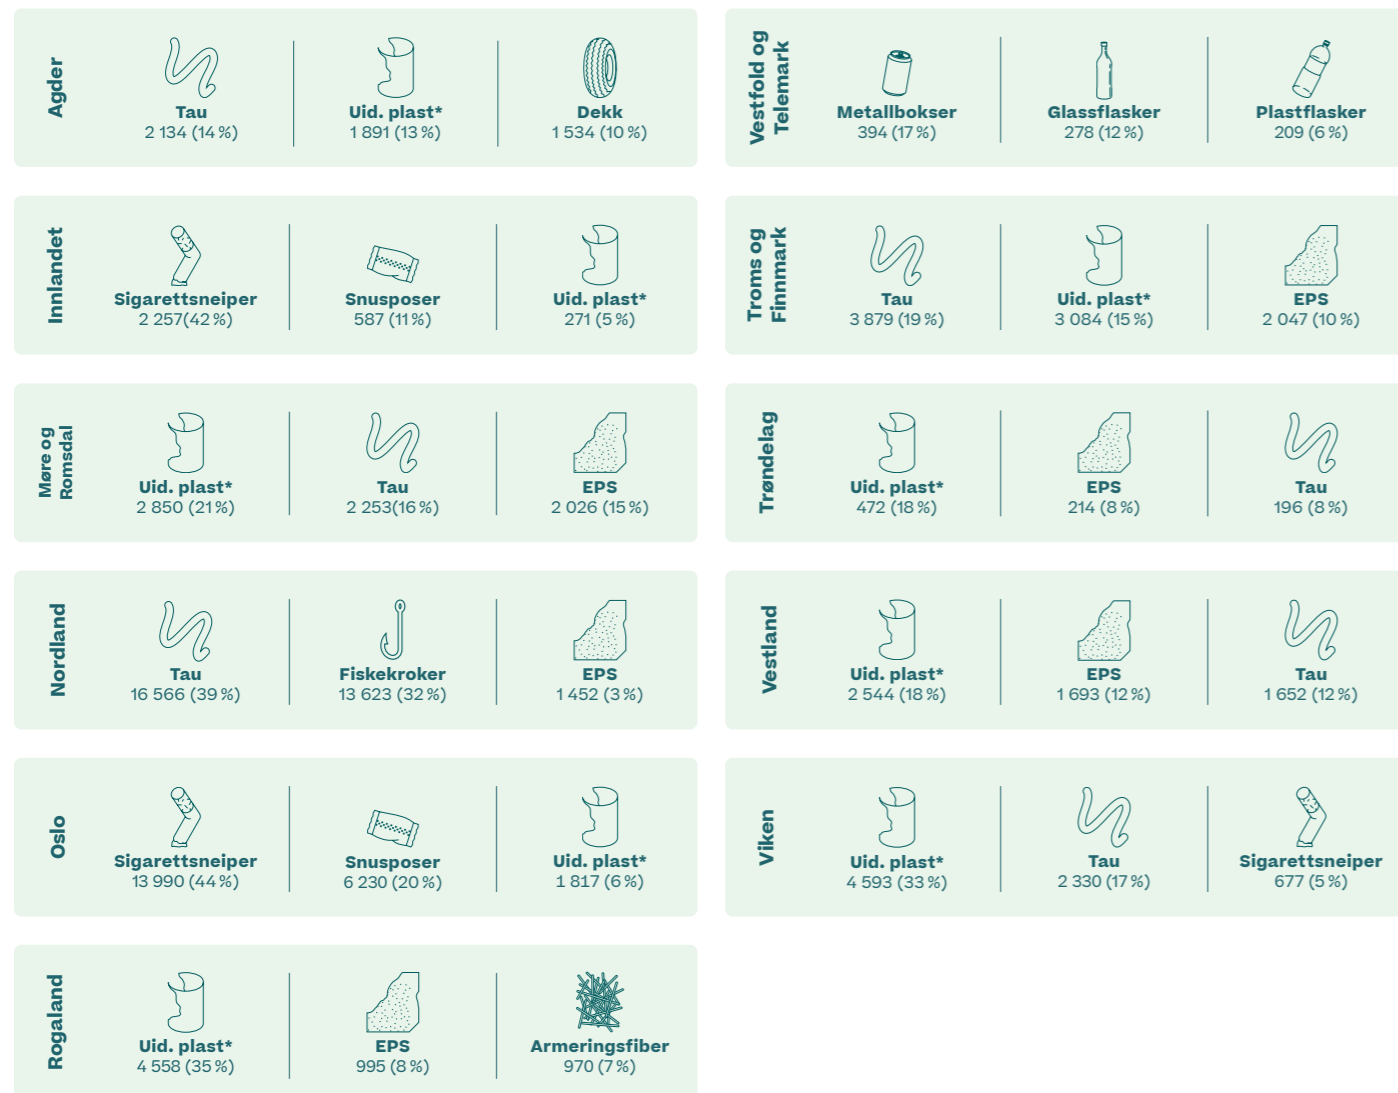 Agder
Tau
2 134 (14 %)
Uid. plast*
1 891 (13 %)
Dekk
1 534 (10 %)
Vestfold og
Telemark
Metallbokser
394 (17 %)
Glassflasker
278 (12 %)
Plastflasker
209 (6 %)
Innlandet
Sigarettsneiper
2 257(42 %)
Snusposer
587 (11 %)
Uid. plast*
271 (5 %)
Troms og
Finnmark
Tau
3 879 (19 %)
Uid. plast*
3 084 (15 %)
EPS
2 047 (10 %)
Møre og
Romsdal
Uid. plast*
2 850 (21 %)
Tau
2 253(16 %)
EPS
2 026 (15 %)
Trøndelag
Uid. plast*
472 (18 %)
EPS
214 (8 %)
Tau
196 (8 %)
Nordland
Tau
16 566 (39 %)
Fiskekroker
13 623 (32 %)
EPS
1 452 (3 %)
Vestland
Uid. plast*
2 544 (18 %)
EPS
1 693 (12 %)
Tau
1 652 (12 %)
Oslo
Sigarettsneiper
13 990 (44 %)
Snusposer
6 230 (20 %)
Uid. plast*
1 817 (6 %)
Viken
Uid. plast*
4 593 (33 %)
Tau
2 330 (17 %)
Sigarettsneiper
677 (5 %)
Rogaland
Uid. plast*
4 558 (35 %)
EPS
995 (8 %)
Armeringsfiber
970 (7 %)